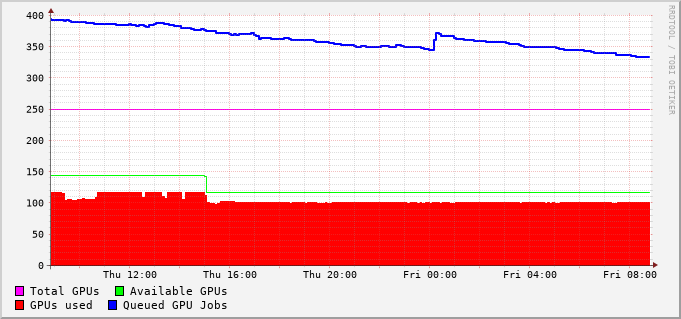 400
350
300
250
200
150
100
50
0
Thu 12:00 Thu 16:00 Thu 20:00 Fri 00:00 Fri 04:00 Fri 08:00
Total GPUs Available GPUs
GPUs used Queued GPU Jobs
RRDTOOL / TOBI OETIKER